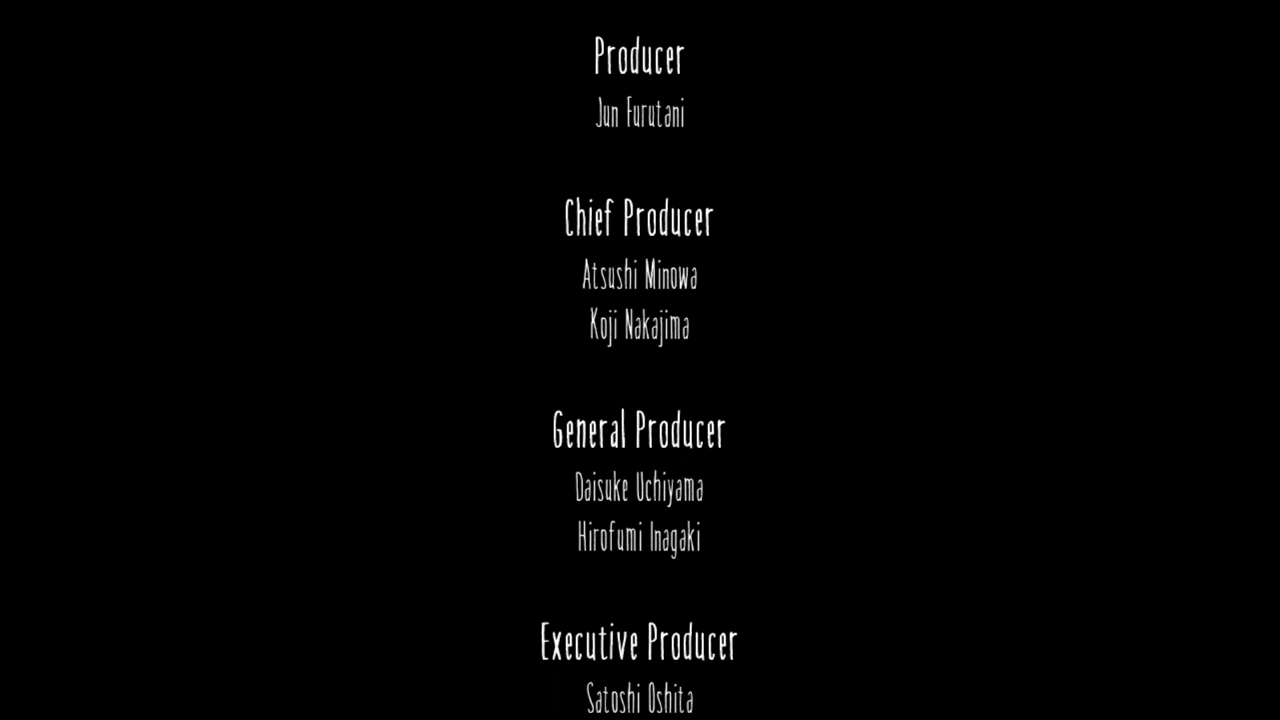 Producer
Jun Furutani
Chief Producer
Atsushi Minowa
Koji Nakajima
General Producer
Daisuke Uchiyama
Hirofumi Inagaki
Executive Producer
Satoshi Oshita